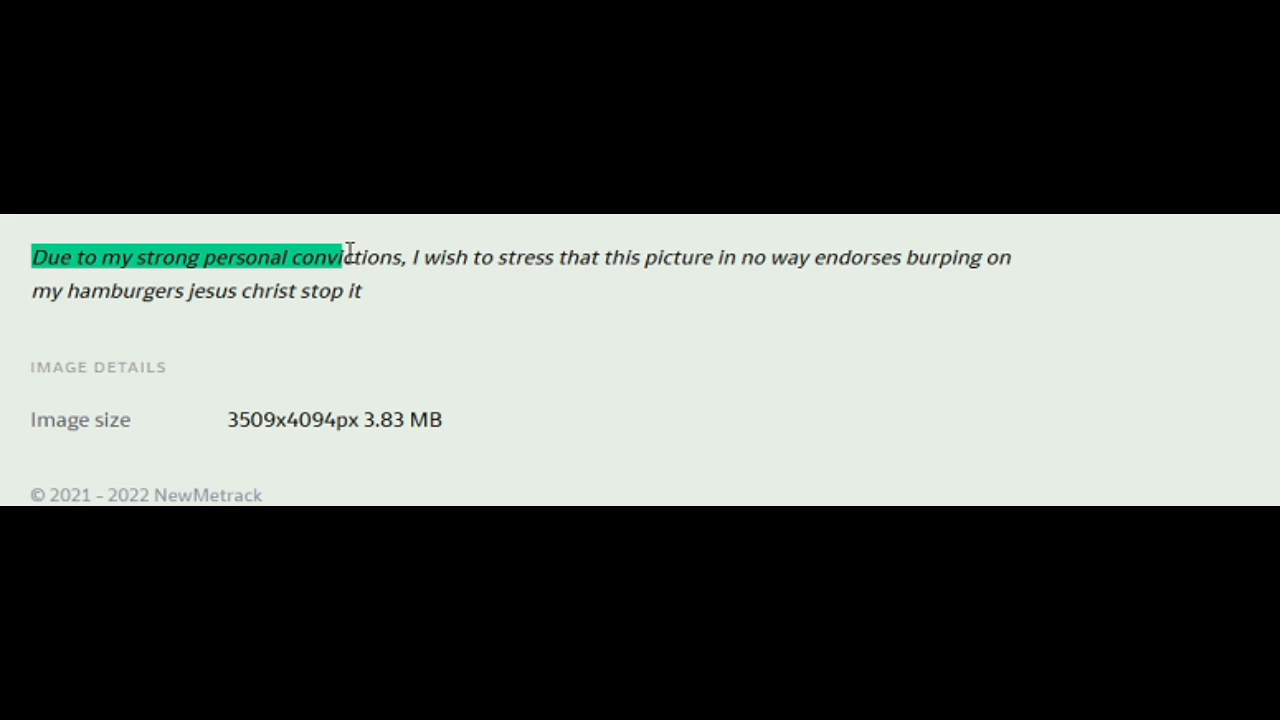 Due to my strong personal convictions, I wish to stress that this picture in no way endorses burping on
my hamburgers jesus christ stop it
IMAGE DETAILS
Image size 3509x4094px 3.83 MB
© 2021 - 2022 NewMetrack